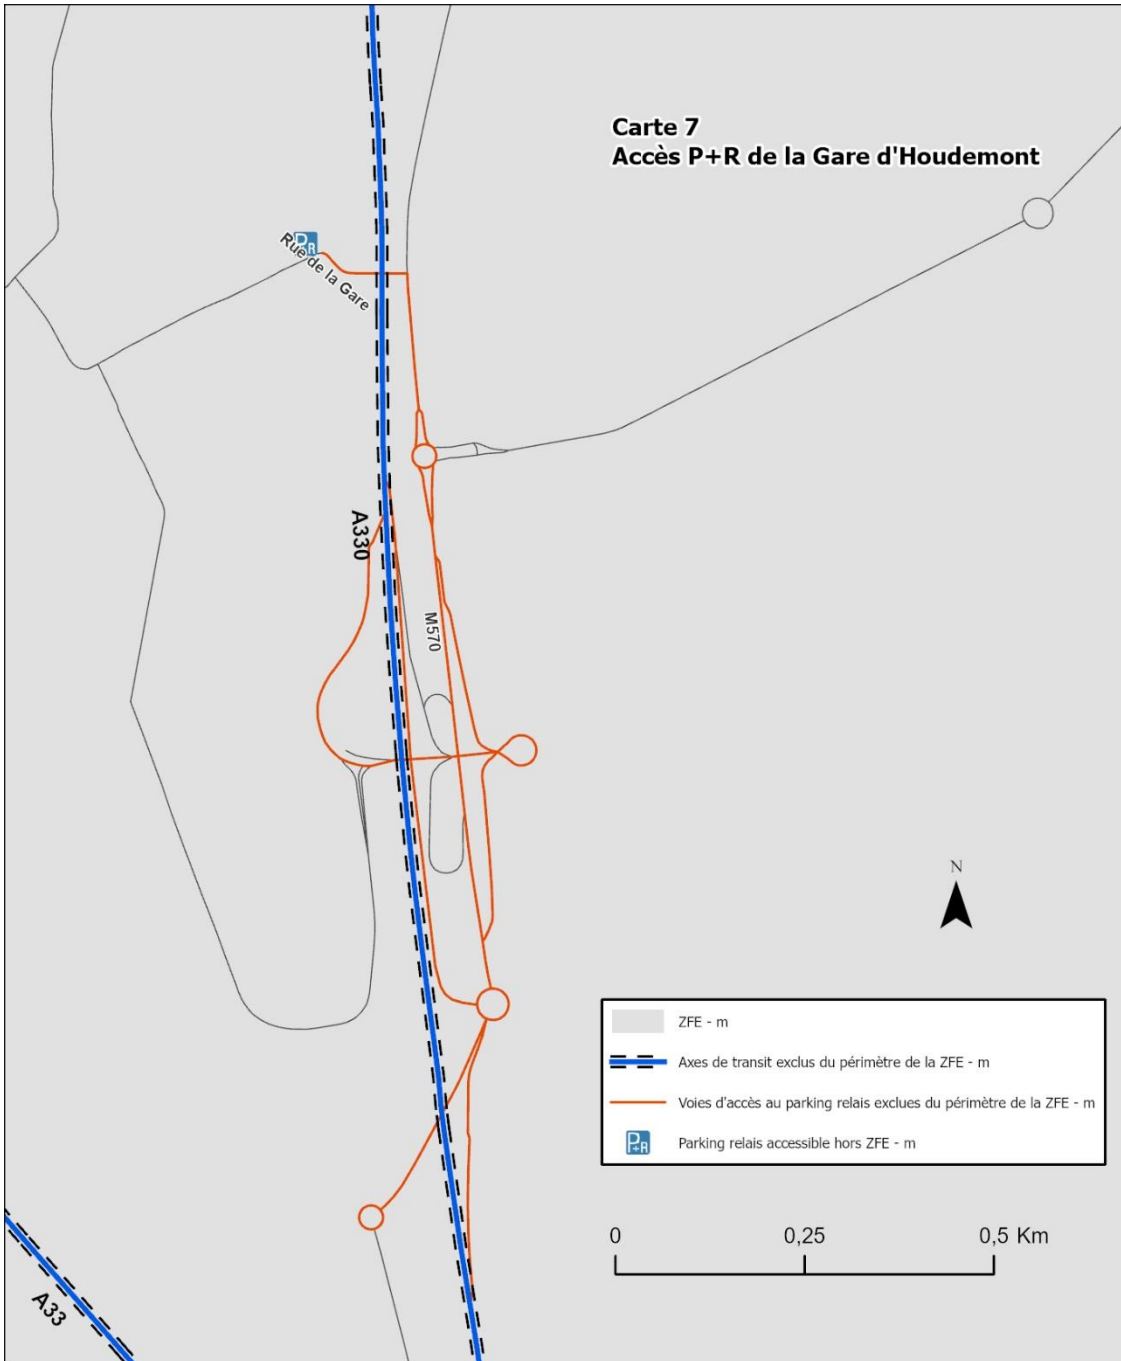 Carte 7
Accès P+R de la Gare d'Houdemont
P+R
Rue de la Gare
A330
M570
N
ZFE - m
Axes de transit exclus du périmètre de la ZFE - m
Voies d'accès au parking relais exclues du périmètre de la ZFE - m
P+R
Parking relais accessible hors ZFE - m
0 0,25 0,5 Km
A33